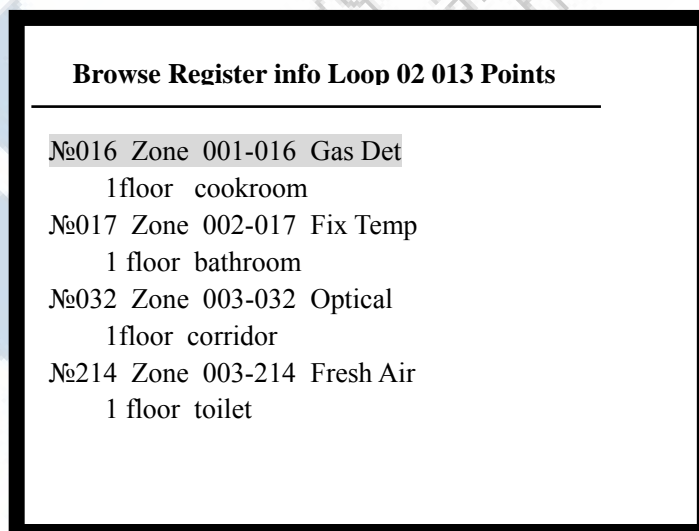 Browse Register info Loop 02 013 Points
№016 Zone 001-016 Gas Det
1floor cookroom
№017 Zone 002-017 Fix Temp
1 floor bathroom
№032 Zone 003-032 Optical
1floor corridor
№214 Zone 003-214 Fresh Air
1 floor toilet